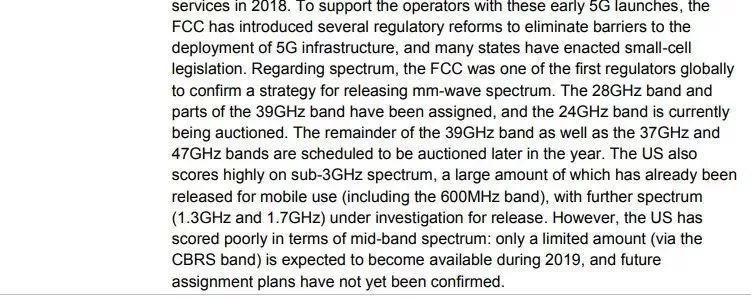 services in 2018. To support the operators with these early 5G launches, the
FCC has introduced several regulatory reforms to eliminate barriers to the
deployment of 5G infrastructure, and many states have enacted small-cell
legislation. Regarding spectrum, the FCC was one of the first regulators globally
to confirm a strategy for releasing mm-wave spectrum. The 28GHz band and
parts of the 39GHz band have been assigned, and the 24GHz band is currently
being auctioned. The remainder of the 39GHz band as well as the 37GHz and
47GHz bands are scheduled to be auctioned later in the year. The US also
scores highly on sub-3GHz spectrum, a large amount of which has already been
released for mobile use (including the 600MHz band), with further spectrum
(1.3GHz and 1.7GHz) under investigation for release. However, the US has
scored poorly in terms of mid-band spectrum: only a limited amount (via the
CBRS band) is expected to become available during 2019, and future
assignment plans have not yet been confirmed.